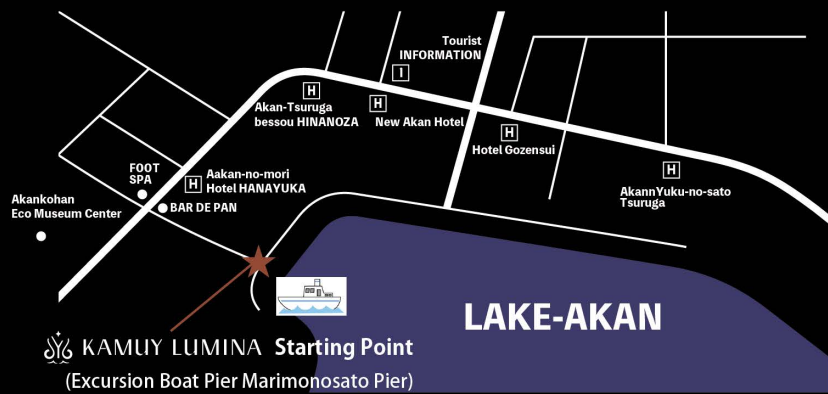 Tourist
INFORMATION
I
H
Akan-Tsuruga
bessou HINANOZA
H
New Akan Hotel
H
Hotel Gozensui
H
AkannYuku-no-sato
Tsuruga
FOOT
SPA
H
Aakan-no-mori
Hotel HANAYUKA
BAR DE PAN
Akankohan
Eco Museum Center
LAKE-AKAN
KAMUY LUMINA Starting Point
(Excursion Boat Pier Marimonosato Pier)